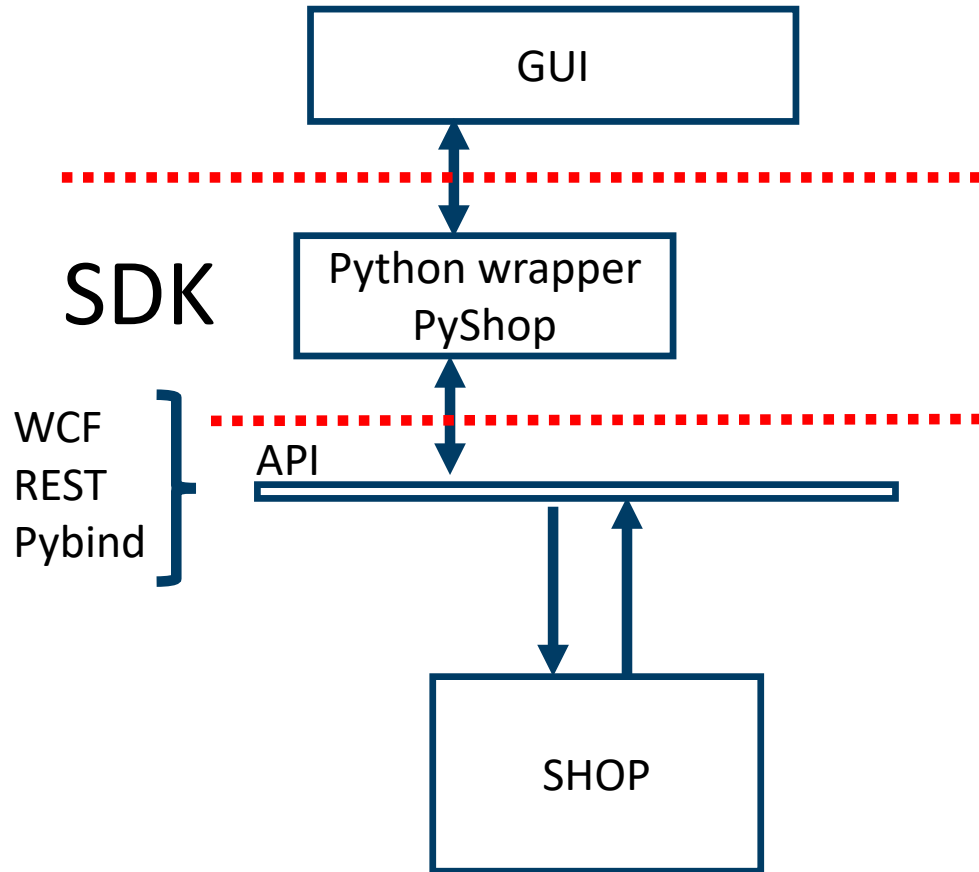 GUI
SDK
Python wrapper
PyShop
WCF
REST
Pybind
API
SHOP